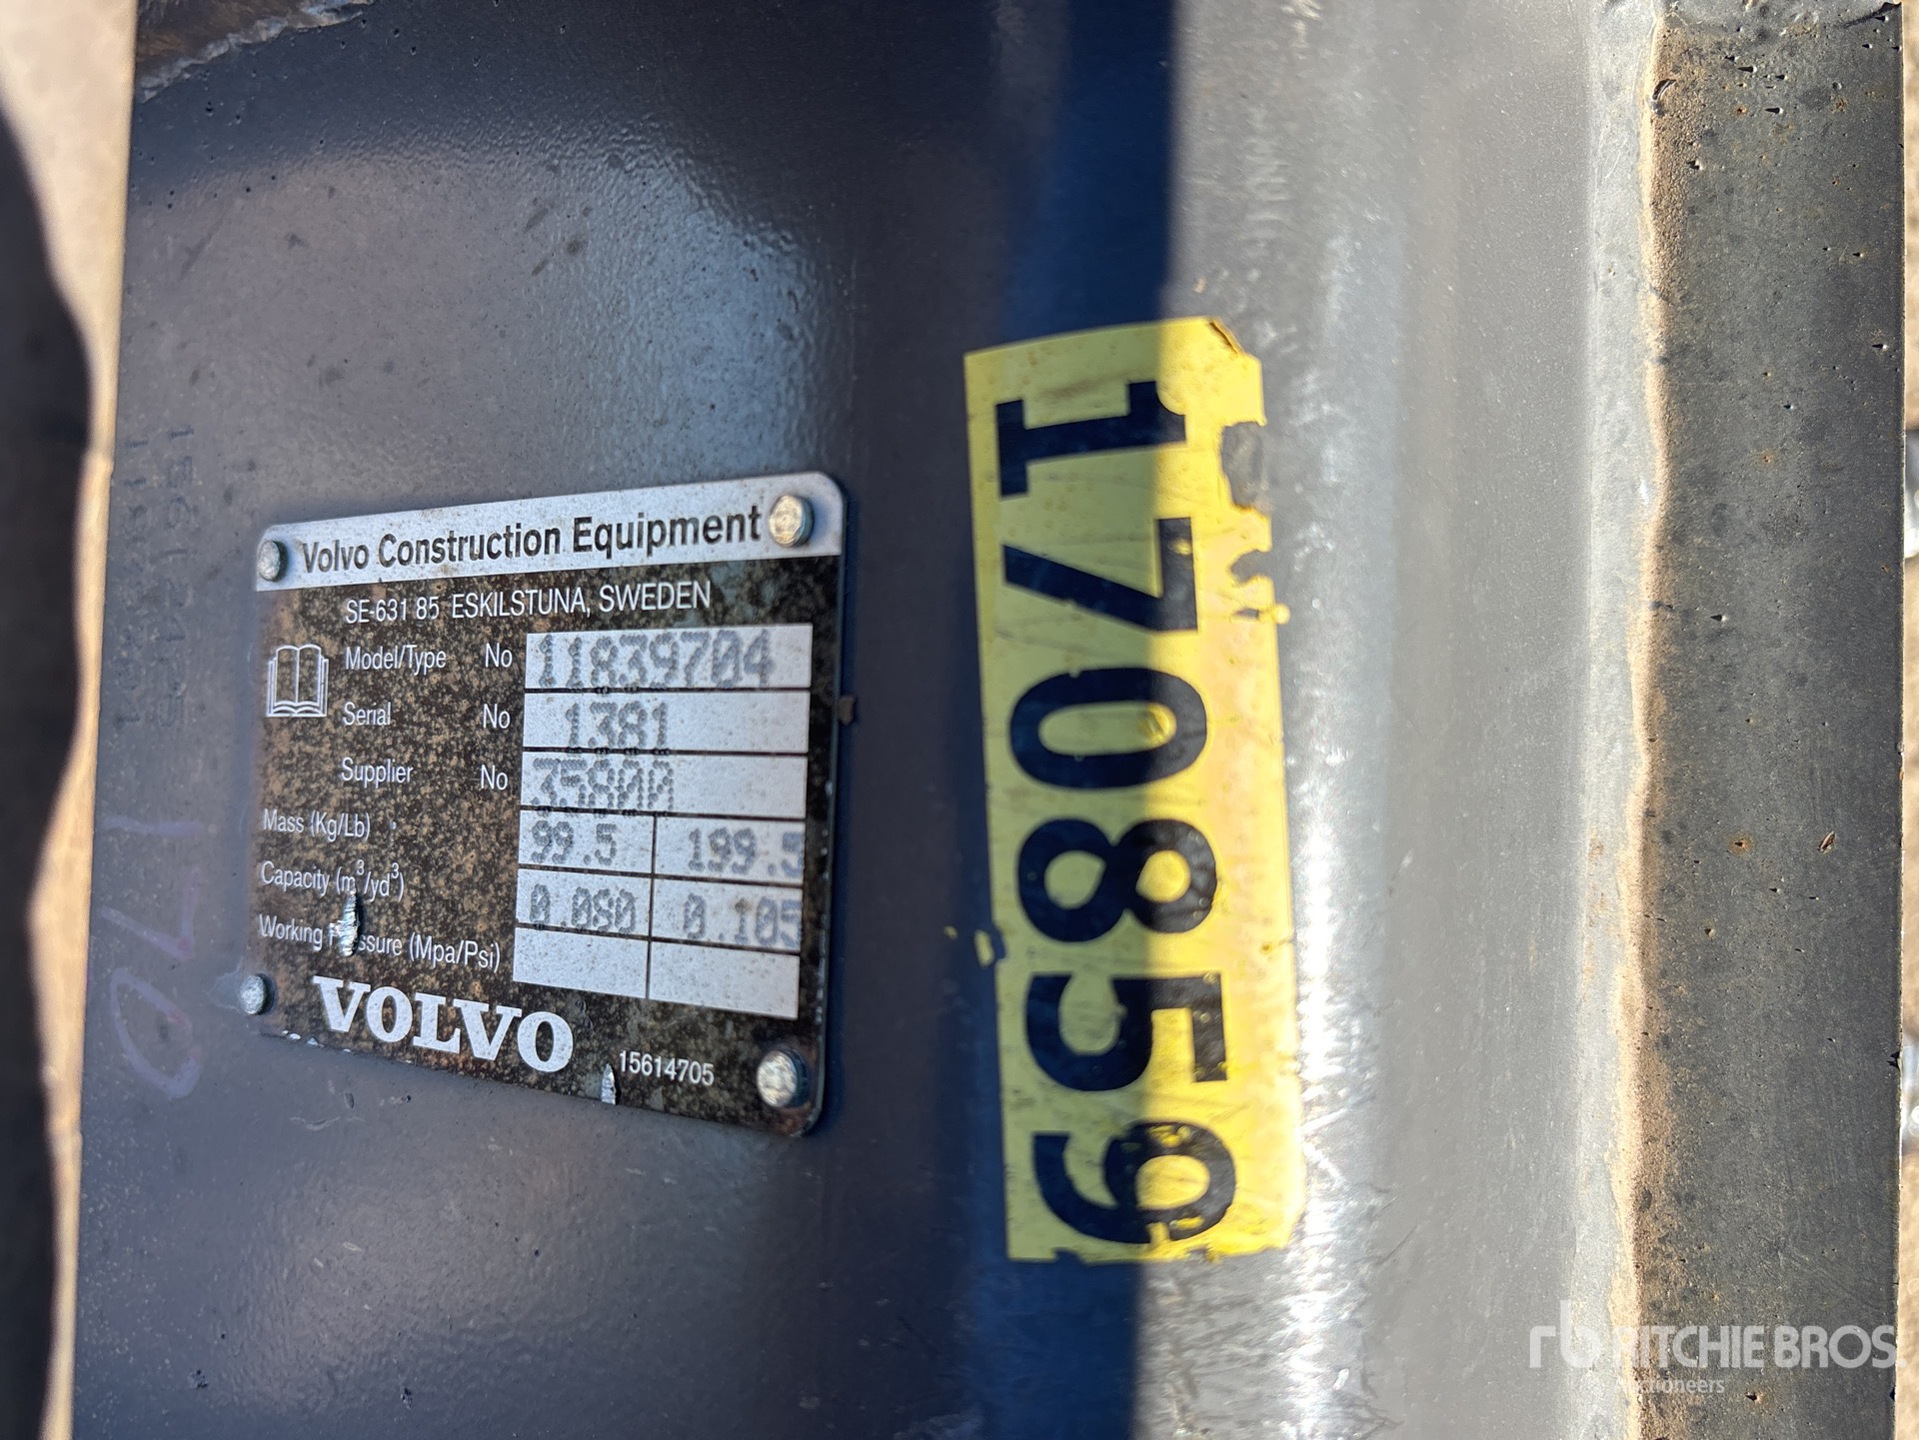 Volvo Construction Equipment
SE-631 85 ESKILSTUNA, SWEDEN
Model/Type No 11839704
Serial No 1381
Supplier No 35800
Mass (Kg/Lb) 99.5 199.5
Capacity (m³/yd³) 0.080 0.105
Working Pressure (Mpa/Psi)
VOLVO
15614705
170859
rb RITCHIE BROS.
Auctioneers